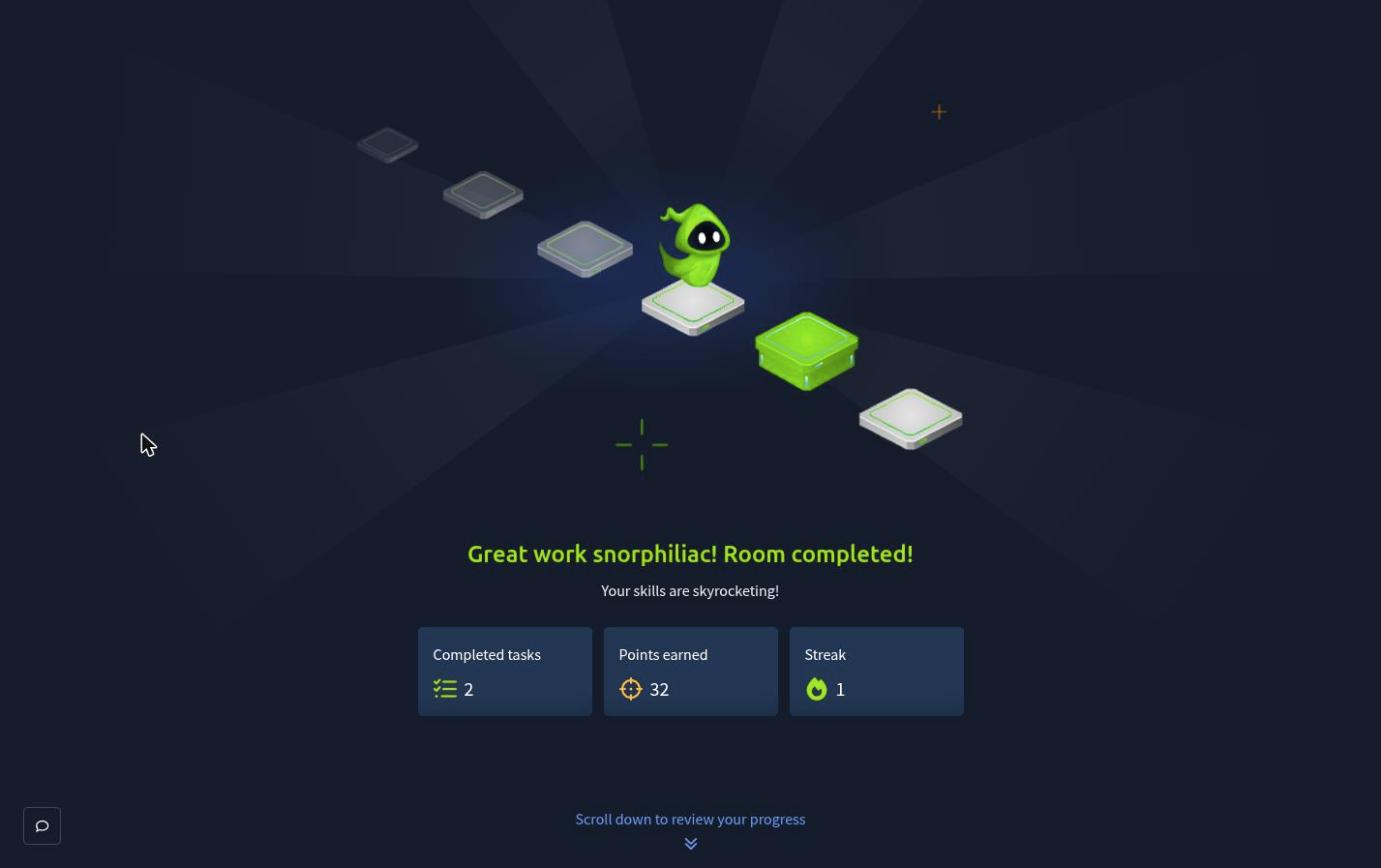 Great work snorphiliac! Room completed!
Your skills are skyrocketing!
Completed tasks
2
Points earned
32
Streak
1
Scroll down to review your progress